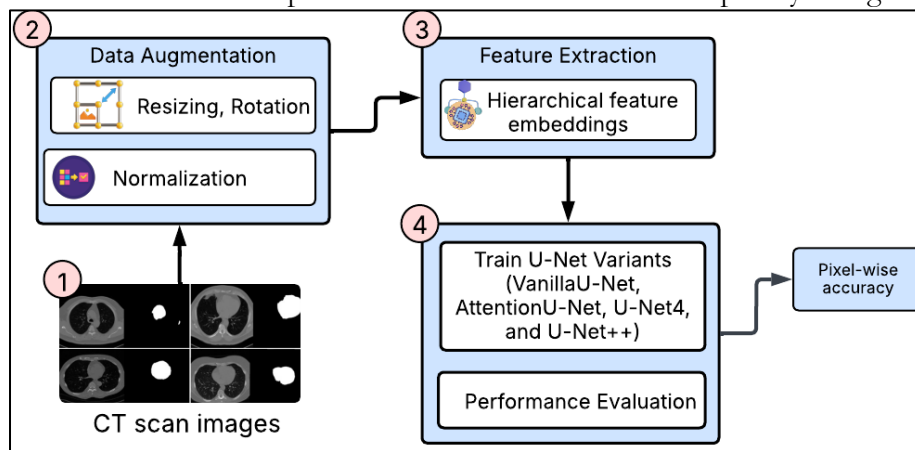 2
Data Augmentation
Resizing, Rotation
Normalization
3
Feature Extraction
Hierarchical feature
embeddings
4
Train U-Net Variants
(VanillaU-Net,
AttentionU-Net, U-Net4,
and U-Net++)
Performance Evaluation
Pixel-wise
accuracy
1
CT scan images